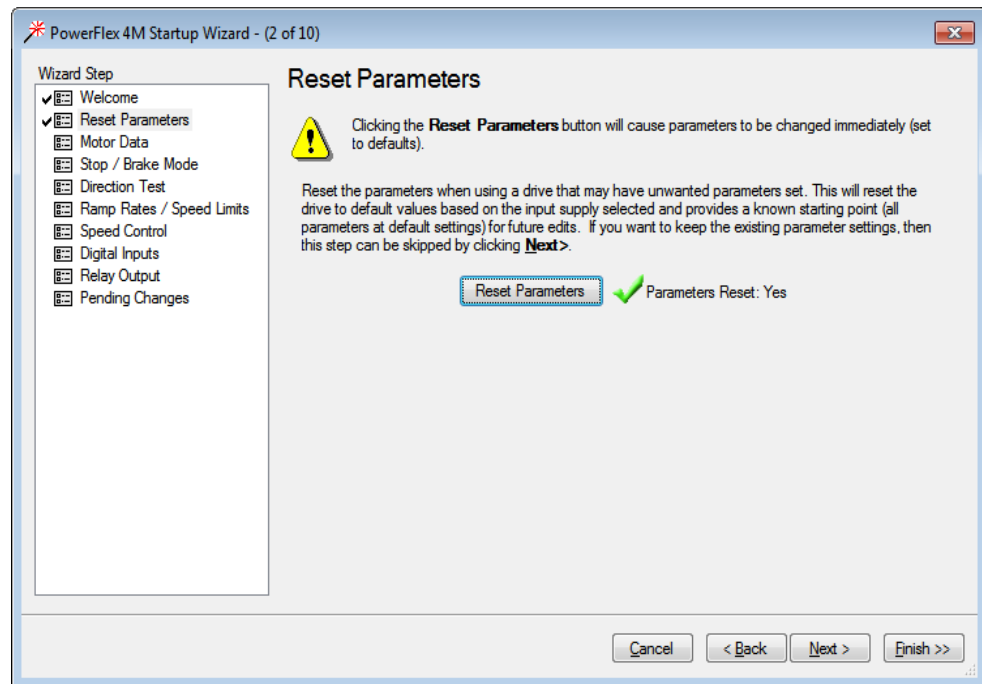 PowerFlex 4M Startup Wizard - (2 of 10)
Wizard Step
Welcome
Reset Parameters
Motor Data
Stop / Brake Mode
Direction Test
Ramp Rates / Speed Limits
Speed Control
Digital Inputs
Relay Output
Pending Changes
Reset Parameters
Clicking the Reset Parameters button will cause parameters to be changed immediately (set
to defaults).
Reset the parameters when using a drive that may have unwanted parameters set. This will reset the
drive to default values based on the input supply selected and provides a known starting point (all
parameters at default settings) for future edits. If you want to keep the existing parameter settings, then
this step can be skipped by clicking Next>.
Reset Parameters
Parameters Reset: Yes
Cancel
< Back
Next >
Finish >>